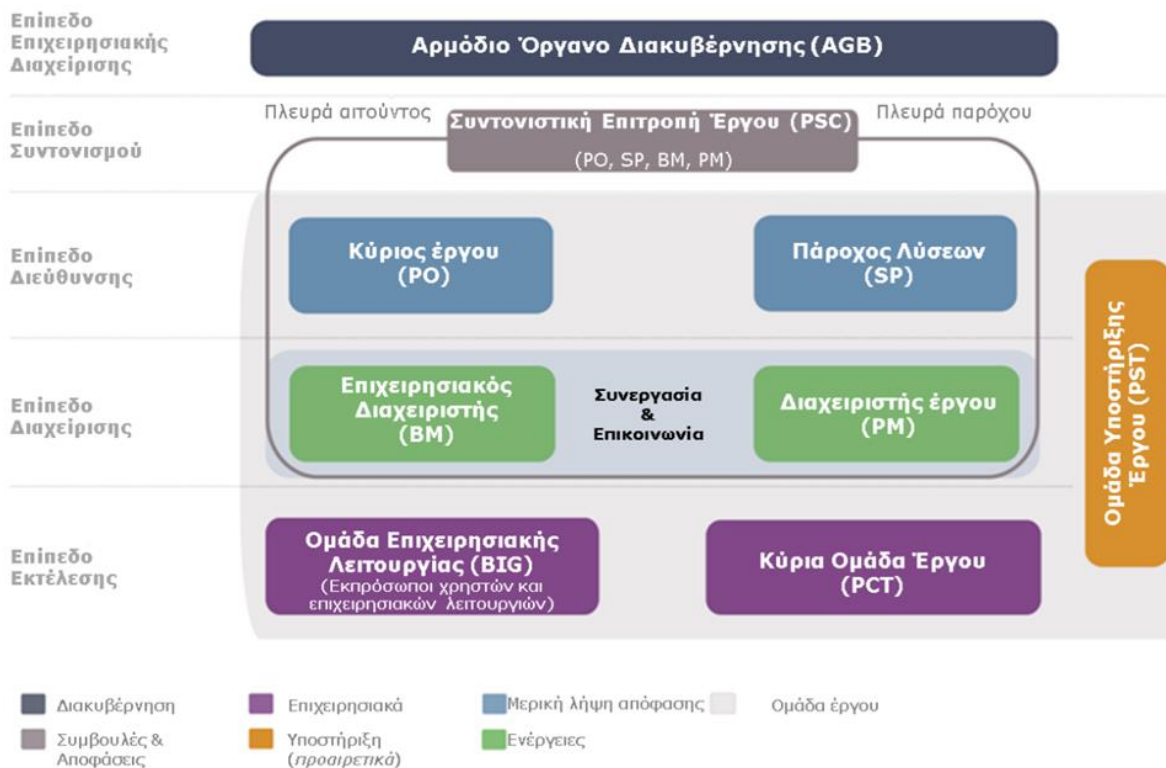 Επίπεδο
Επιχειρησιακής
Διαχείρισης
Αρμόδιο Όργανο Διακυβέρνησης (AGB)
Πλευρά αιτούντος
Πλευρά παρόχου
Επίπεδο
Συντονισμού
Συντονιστική Επιτροπή Έργου (PSC)
(PO, SP, BM, PM)
Επίπεδο
Διεύθυνσης
Κύριος έργου
(PO)
Πάροχος Λύσεων
(SP)
Επίπεδο
Διαχείρισης
Επιχειρησιακός
Διαχειριστής
(BM)
Συνεργασία
&
Επικοινωνία
Διαχειριστής έργου
(PM)
Ομάδα Υποστήριξης
Έργου (PST)
Επίπεδο
Εκτέλεσης
Ομάδα Επιχειρησιακής
Λειτουργίας (BIG)
(Εκπρόσωποι χρηστών και
επιχειρησιακών λειτουργιών)
Κύρια Ομάδα Έργου
(PCT)
Διακυβέρνηση
Επιχειρησιακά
Μερική λήψη απόφασης
Ομάδα έργου
Συμβουλές &
Αποφάσεις
Υποστήριξη
(προαιρετικά)
Ενέργειες